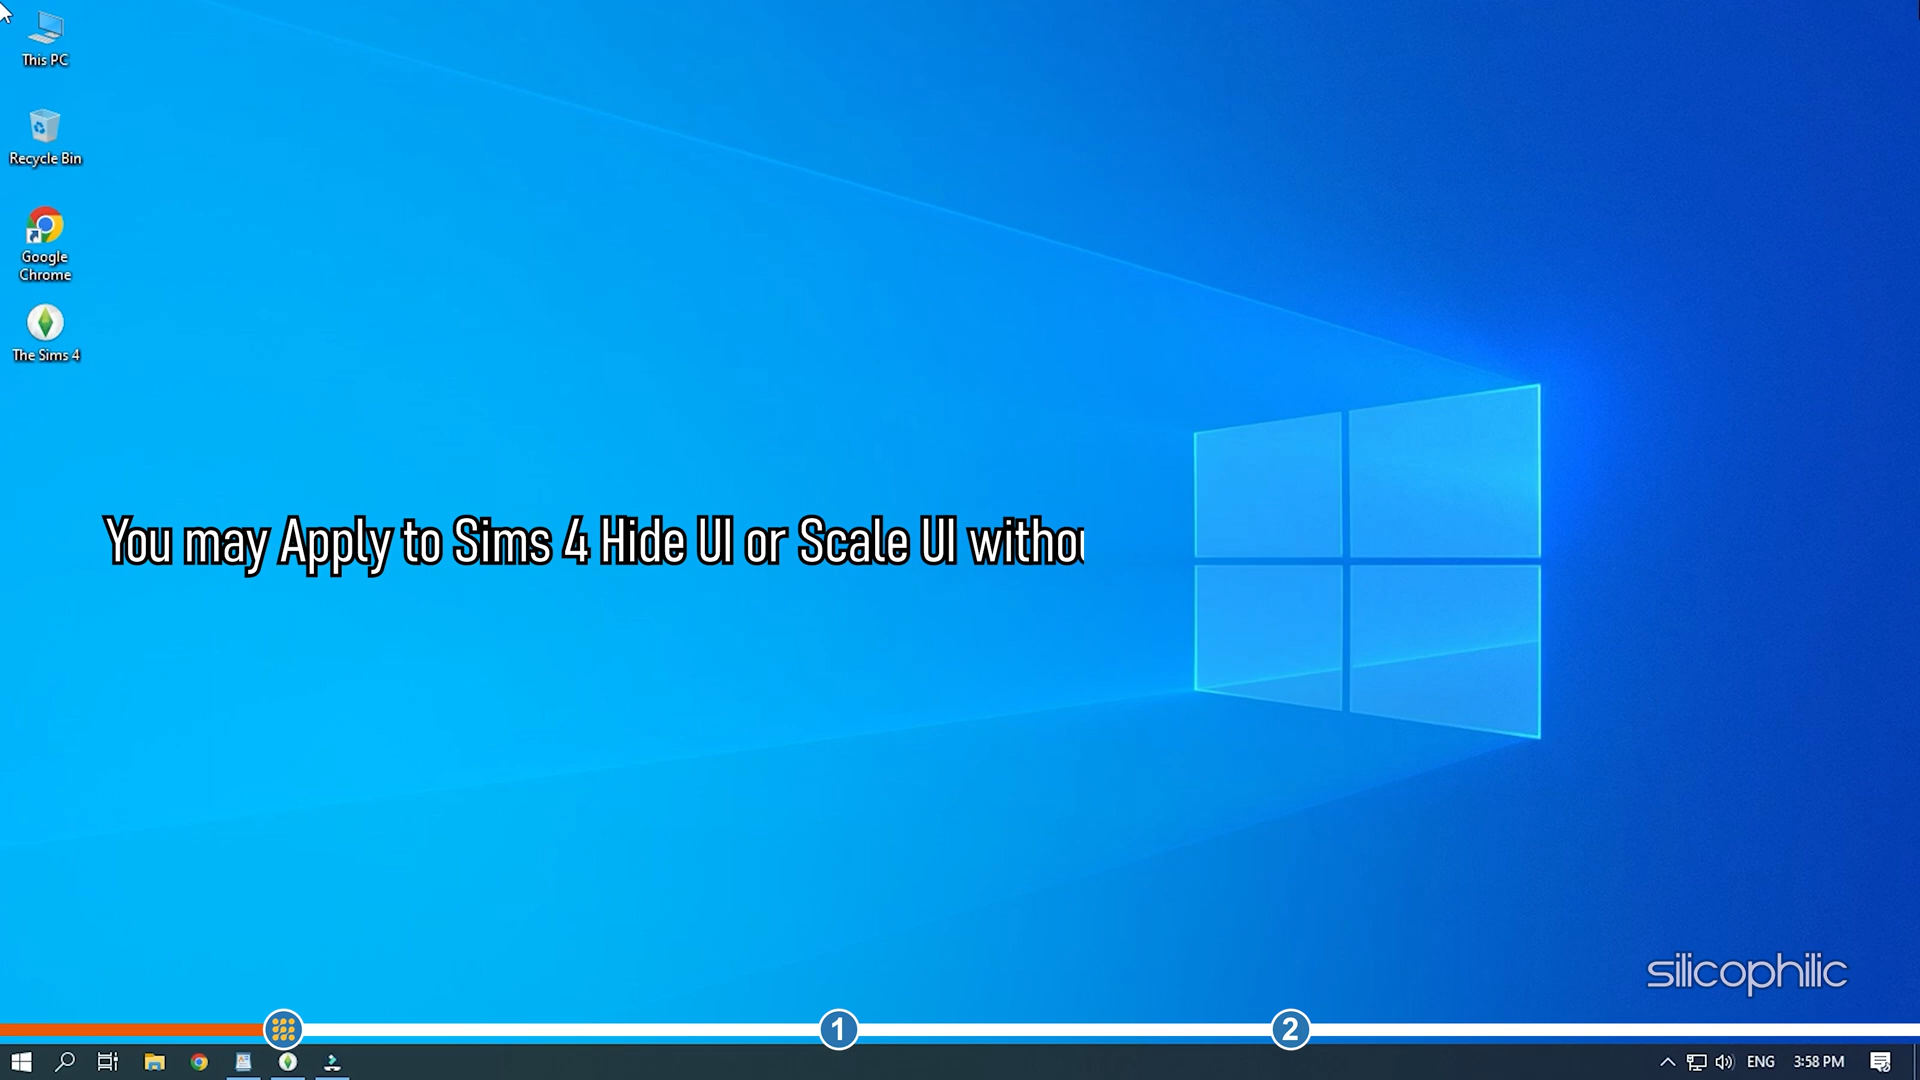 This PC
Recycle Bin
Google
Chrome
The Sims 4
You may Apply to Sims 4 Hide UI or Scale UI
silicophilic
1
2
ENG
3:58 PM